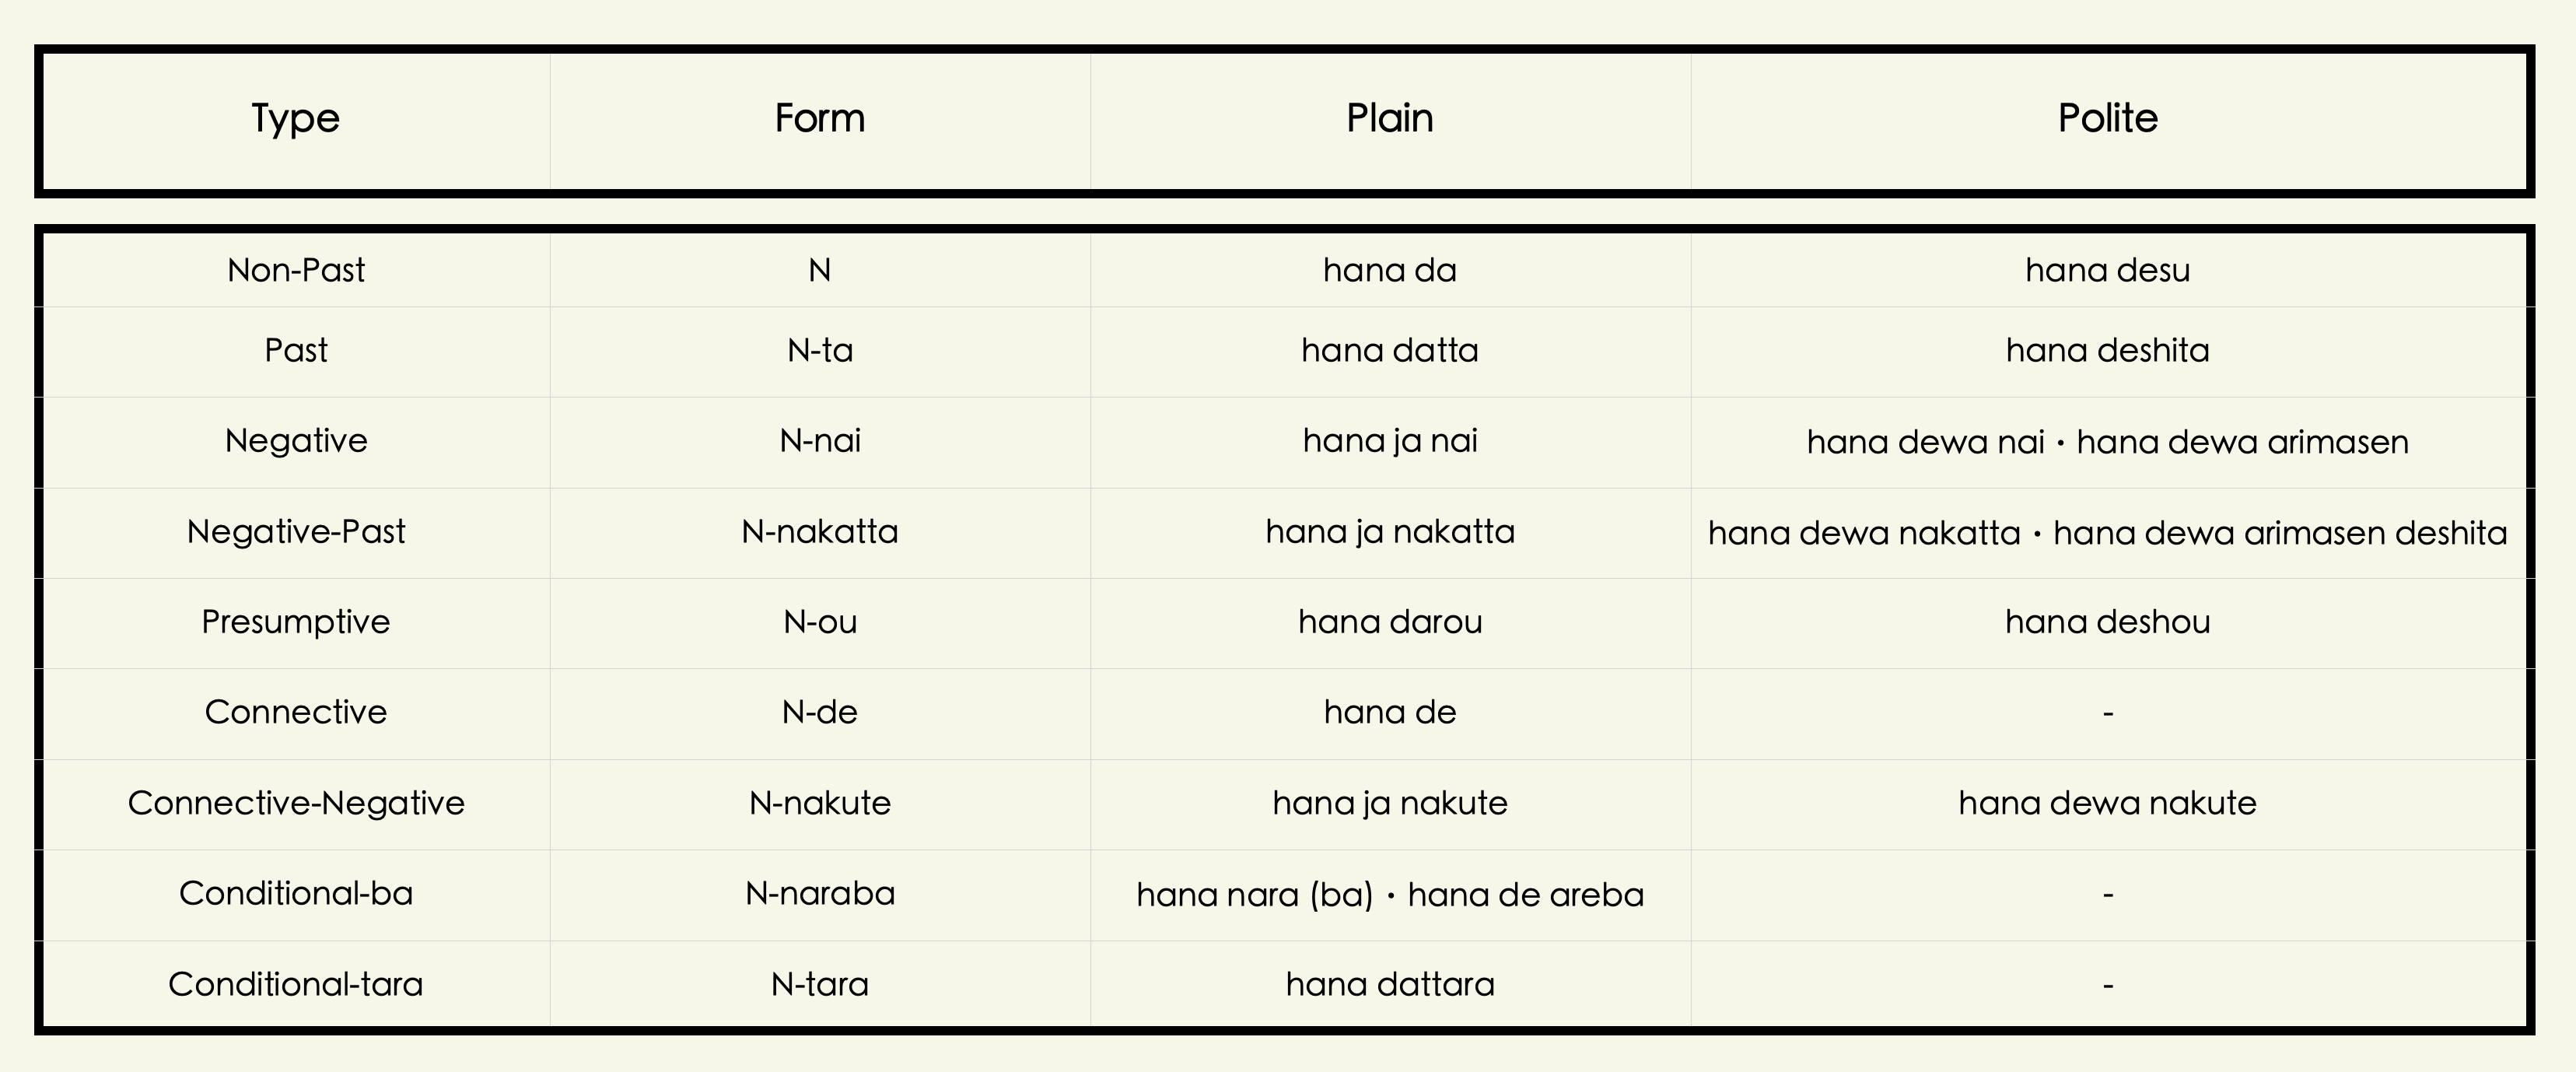 Type Form Plain Polite
Non-Past N hana da hana desu
Past N-ta hana datta hana deshita
Negative N-nai hana ja nai hana dewa nai・hana dewa arimasen
Negative-Past N-nakatta hana ja nakatta hana dewa nakatta・hana dewa arimasen deshita
Presumptive N-ou hana darou hana deshou
Connective N-de hana de -
Connective-Negative N-nakute hana ja nakute hana dewa nakute
Conditional-ba N-naraba hana nara (ba)・hana de areba -
Conditional-tara N-tara hana dattara -